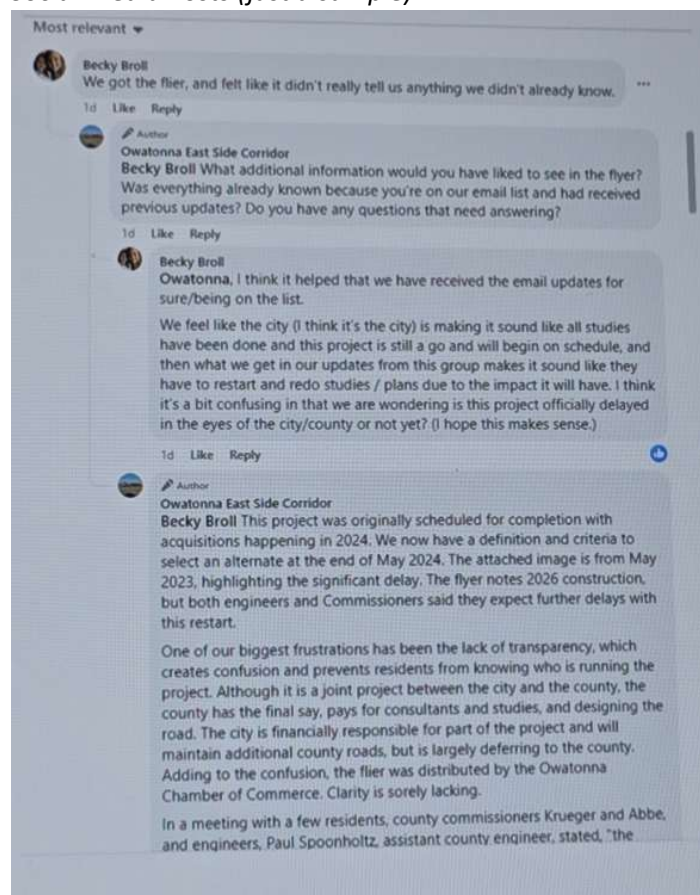 Most relevant
Becky Broll
We got the flier, and felt like it didn't really tell us anything we didn't already know.
1d Like Reply
Author
Owatonna East Side Corridor
Becky Broll What additional information would you have liked to see in the flyer?
Was everything already known because you're on our email list and had received
previous updates? Do you have any questions that need answering?
1d Like Reply
Becky Broll
Owatonna, I think it helped that we have received the email updates for
sure/being on the list.
We feel like the city (I think it's the city) is making it sound like all studies
have been done and this project is still a go and will begin on schedule, and
then what we get in our updates from this group makes it sound like they
have to restart and redo studies / plans due to the impact it will have. I think
it's a bit confusing in that we are wondering is this project officially delayed
in the eyes of the city/county or not yet? (I hope this makes sense.)
1d Like Reply
Author
Owatonna East Side Corridor
Becky Broll This project was originally scheduled for completion with
acquisitions happening in 2024. We now have a definition and criteria to
select an alternate at the end of May 2024. The attached image is from May
2023, highlighting the significant delay. The flyer notes 2026 construction,
but both engineers and Commissioners said they expect further delays with
this restart.
One of our biggest frustrations has been the lack of transparency, which
creates confusion and prevents residents from knowing who is running the
project. Although it is a joint project between the city and the county, the
county has the final say, pays for consultants and studies, and designing the
road. The city is financially responsible for part of the project and will
maintain additional county roads, but is largely deferring to the county.
Adding to the confusion, the flier was distributed by the Owatonna
Chamber of Commerce. Clarity is sorely lacking.
In a meeting with a few residents, county commissioners Krueger and Abbe,
and engineers, Paul Spoonholtz, assistant county engineer, stated, "the